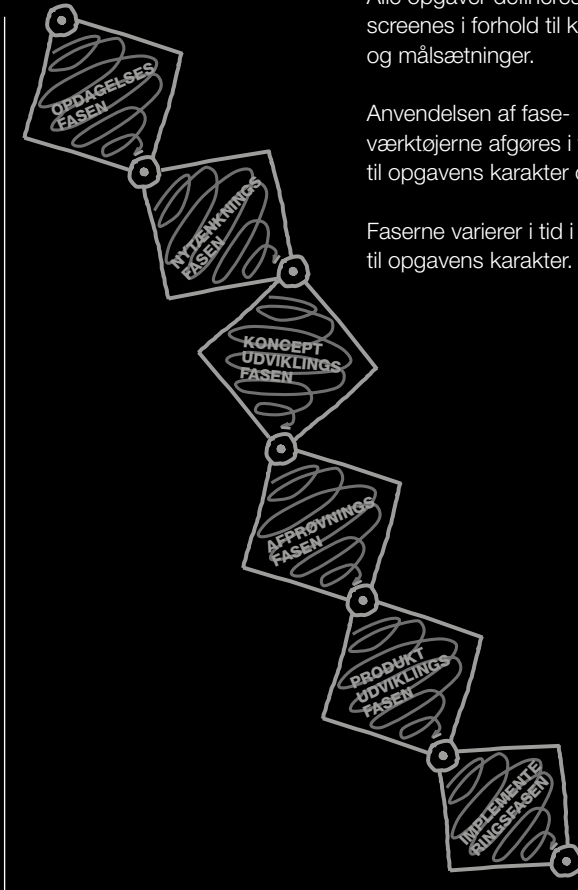 screenes i forhold til k
og målsætninger.
Anvendelsen af fase-
værktøjerne afgøres i
til opgavens karakter
Faserne varierer i tid i
til opgavens karakter.
OPDAGELSES
FASEN
NYTÆNKNINGS
FASEN
KONCEPT
UDVIKLINGS
FASEN
AFPRØVNINGS
FASEN
PRODUKT
UDVIKLINGS
FASEN
IMPLEMENTE
RINGSFASEN